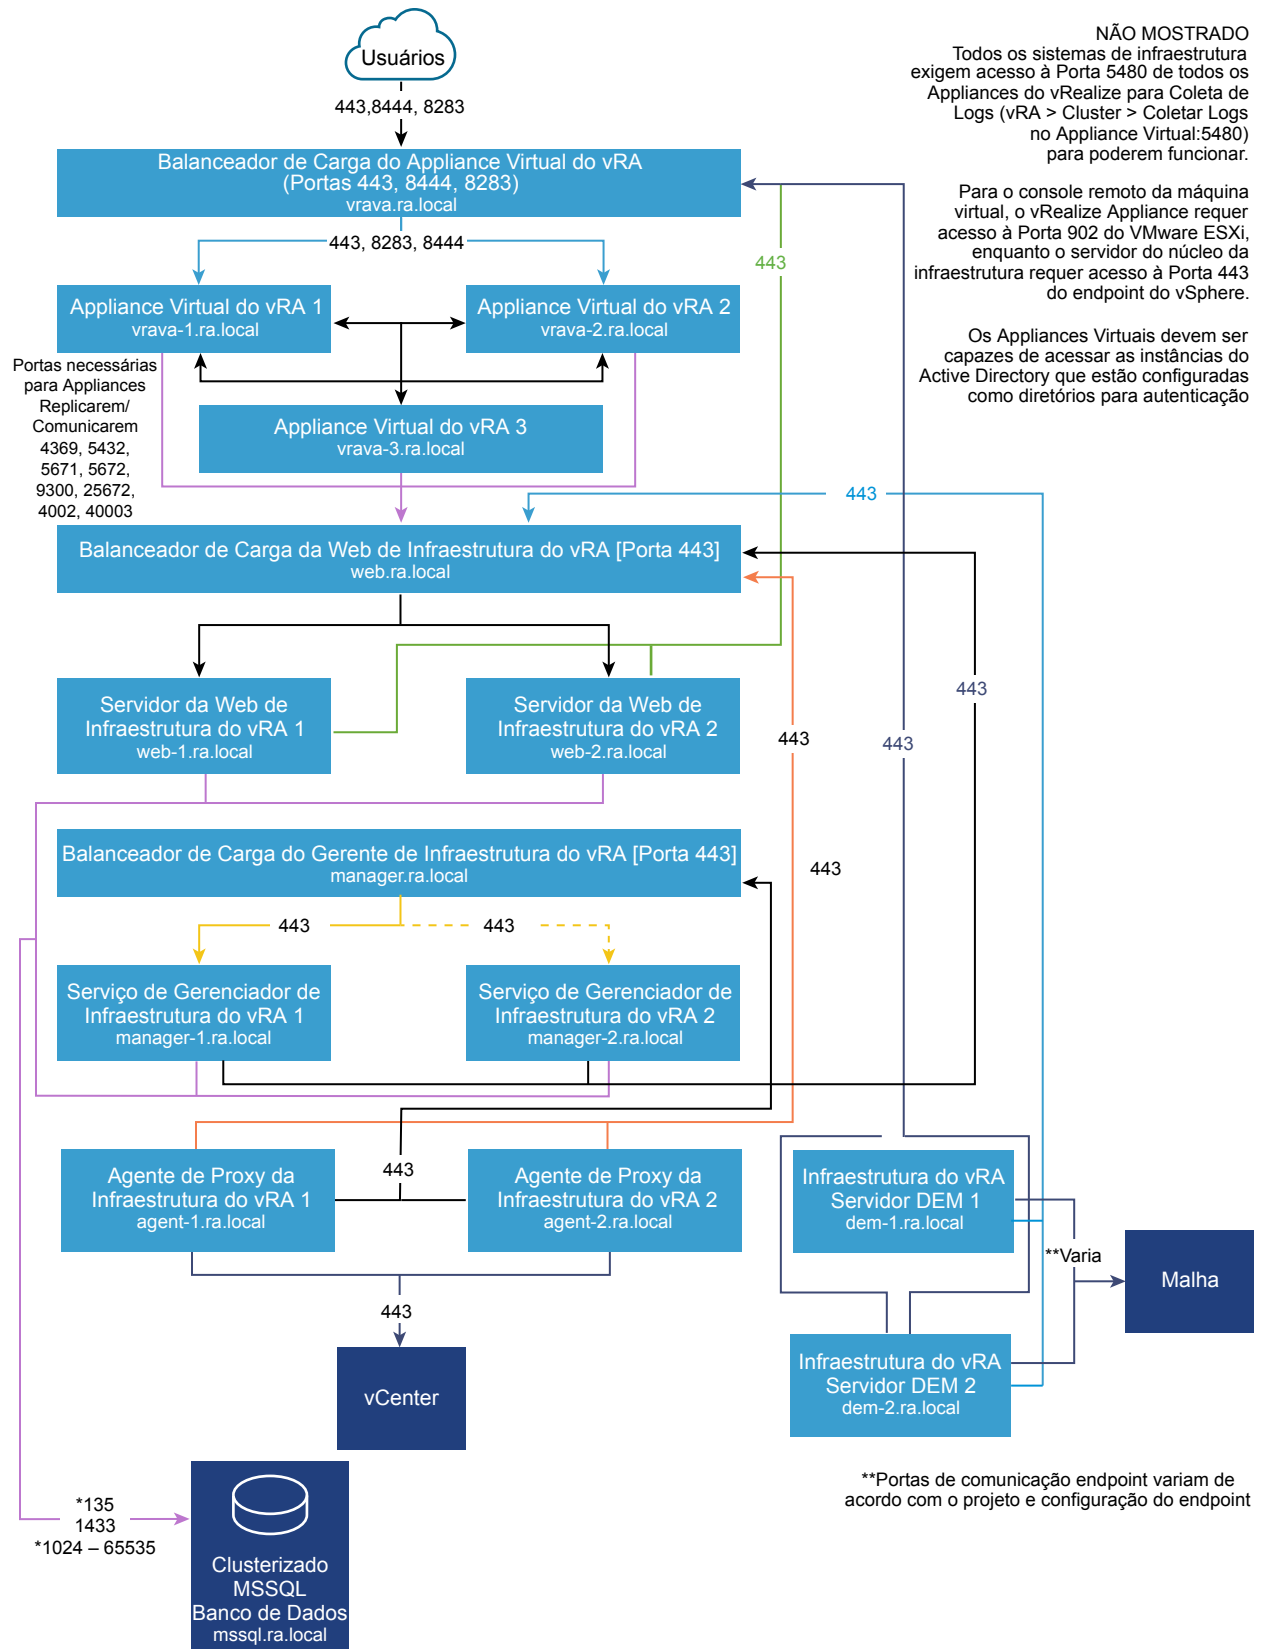 Usuários
443,8444, 8283
NÃO MOSTRADO
Todos os sistemas de infraestrutura
exigem acesso à Porta 5480 de todos os
Appliances do vRealize para Coleta de
Logs (vRA > Cluster > Coletar Logs
no Appliance Virtual:5480)
para poderem funcionar.
Para o console remoto da máquina
virtual, o vRealize Appliance requer
acesso à Porta 902 do VMware ESXi,
enquanto o servidor do núcleo da
infraestrutura requer acesso à Porta 443
do endpoint do vSphere.
Os Appliances Virtuais devem ser
capazes de acessar as instâncias do
Active Directory que estão configuradas
como diretórios para autenticação
Balanceador de Carga do Appliance Virtual do vRA
(Portas 443, 8444, 8283)
vrava.ra.local
443, 8283, 8444
443
Appliance Virtual do vRA 1
vrava-1.ra.local
Appliance Virtual do vRA 2
vrava-2.ra.local
Portas necessárias
para Appliances
Replicarem/
Comunicarem
4369, 5432,
5671, 5672,
9300, 25672,
4002, 40003
Appliance Virtual do vRA 3
vrava-3.ra.local
443
Balanceador de Carga da Web de Infraestrutura do vRA [Porta 443]
web.ra.local
Servidor da Web de
Infraestrutura do vRA 1
web-1.ra.local
Servidor da Web de
Infraestrutura do vRA 2
web-2.ra.local
443
443
443
Balanceador de Carga do Gerente de Infraestrutura do vRA [Porta 443]
manager.ra.local
443
443
443
Serviço de Gerenciador de
Infraestrutura do vRA 1
manager-1.ra.local
Serviço de Gerenciador de
Infraestrutura do vRA 2
manager-2.ra.local
Agente de Proxy da
Infraestrutura do vRA 1
agent-1.ra.local
443
Agente de Proxy da
Infraestrutura do vRA 2
agent-2.ra.local
Infraestrutura do vRA
Servidor DEM 1
dem-1.ra.local
**Varia
Malha
443
vCenter
Infraestrutura do vRA
Servidor DEM 2
dem-2.ra.local
**Portas de comunicação endpoint variam de
acordo com o projeto e configuração do endpoint
*135
1433
*1024 – 65535
Clusterizado
MSSQL
Banco de Dados
mssql.ra.local